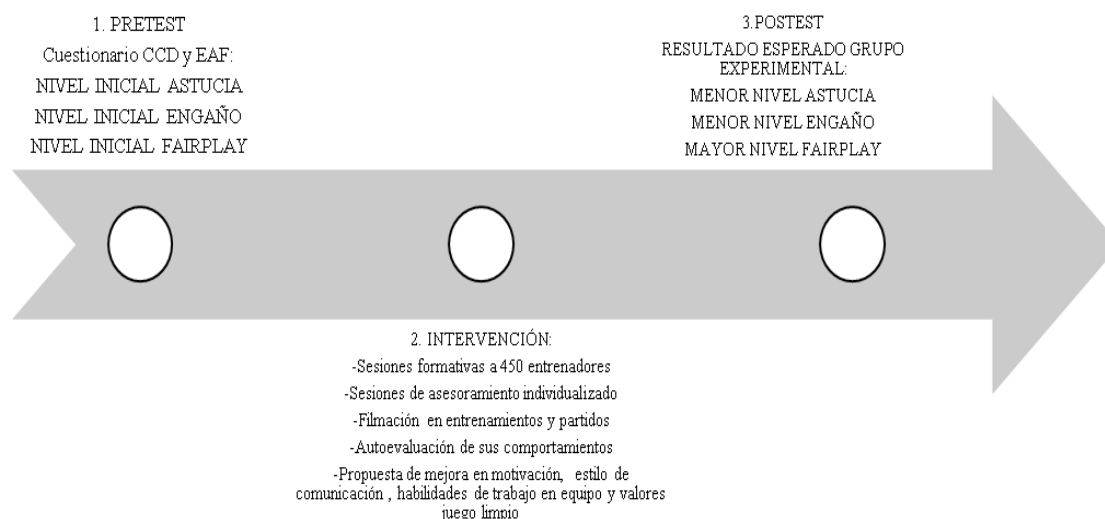 1. PRETEST
Cuestionario CCD y EAF:
NIVEL INICIAL ASTUCIA
NIVEL INICIAL ENGAÑO
NIVEL INICIAL FAIRPLAY
2. INTERVENCIÓN:
-Sesiones formativas a 450 entrenadores
-Sesiones de asesoramiento individualizado
-Filmación en entrenamientos y partidos
-Autoevaluación de sus comportamientos
-Propuesta de mejora en motivación, estilo de
comunicación , habilidades de trabajo en equipo y valores
juego limpio
3.POSTEST
RESULTADO ESPERADO GRUPO
EXPERIMENTAL:
MENOR NIVEL ASTUCIA
MENOR NIVEL ENGAÑO
MAYOR NIVEL FAIRPLAY